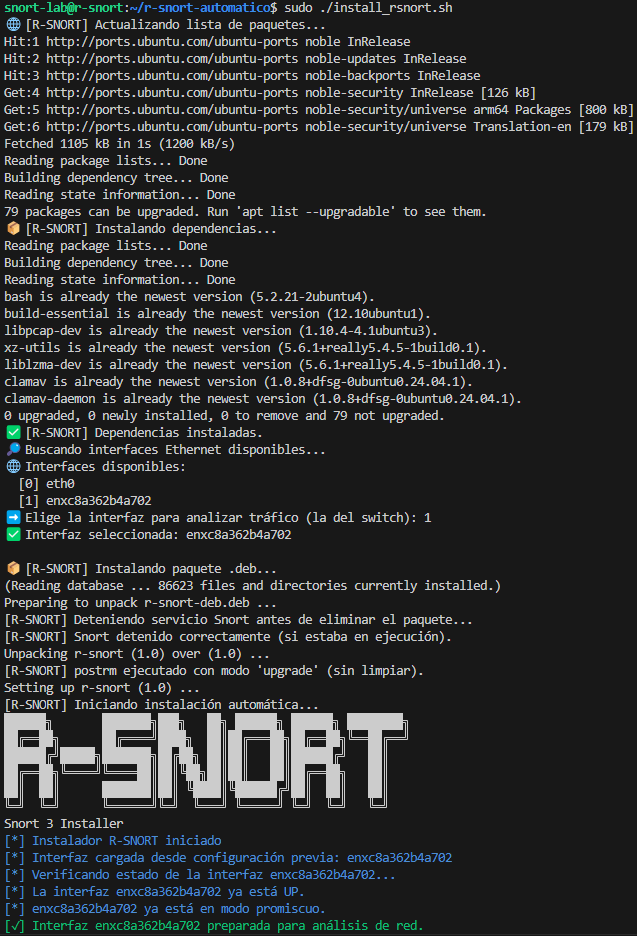 snort-lab@r-snort:~/r-snort-automatico$ sudo ./install_rsnort.sh
[R-SNORT] Actualizando lista de paquetes...
Hit:1 http://ports.ubuntu.com/ubuntu-ports noble InRelease
Hit:2 http://ports.ubuntu.com/ubuntu-ports noble-updates InRelease
Hit:3 http://ports.ubuntu.com/ubuntu-ports noble-backports InRelease
Get:4 http://ports.ubuntu.com/ubuntu-ports noble-security InRelease [126 kB]
Get:5 http://ports.ubuntu.com/ubuntu-ports noble-security/universe arm64 Packages [800 kB]
Get:6 http://ports.ubuntu.com/ubuntu-ports noble-security/universe Translation-en [179 kB]
Fetched 1105 kB in 1s (1200 kB/s)
Reading package lists... Done
Building dependency tree... Done
Reading state information... Done
79 packages can be upgraded. Run 'apt list --upgradable' to see them.
[R-SNORT] Instalando dependencias...
Reading package lists... Done
Building dependency tree... Done
Reading state information... Done
bash is already the newest version (5.2.21-2ubuntu4).
build-essential is already the newest version (12.10ubuntu1).
libpcap-dev is already the newest version (1.10.4-4.1ubuntu3).
xz-utils is already the newest version (5.6.1+really5.4.5-1build0.1).
liblzma-dev is already the newest version (5.6.1+really5.4.5-1build0.1).
clamav is already the newest version (1.0.8+dfsg-0ubuntu0.24.04.1).
clamav-daemon is already the newest version (1.0.8+dfsg-0ubuntu0.24.04.1).
0 upgraded, 0 newly installed, 0 to remove and 79 not upgraded.
[R-SNORT] Dependencias instaladas.
Buscando interfaces Ethernet disponibles...
Interfaces disponibles:
[0] eth0
[1] enxc8a362b4a702
Elige la interfaz para analizar tráfico (la del switch): 1
Interfaz seleccionada: enxc8a362b4a702
[R-SNORT] Instalando paquete .deb...
(Reading database ... 86623 files and directories currently installed.)
Preparing to unpack r-snort-deb.deb ...
[R-SNORT] Deteniendo servicio Snort antes de eliminar el paquete...
[R-SNORT] Snort detenido correctamente (si estaba en ejecución).
Unpacking r-snort (1.0) over (1.0) ...
[R-SNORT] postrm ejecutado con modo 'upgrade' (sin limpiar).
Setting up r-snort (1.0) ...
[R-SNORT] Iniciando instalación automática...
R-SNORT
Snort 3 Installer
[*] Instalador R-SNORT iniciado
[*] Interfaz cargada desde configuración previa: enxc8a362b4a702
[*] Verificando estado de la interfaz enxc8a362b4a702...
[*] La interfaz enxc8a362b4a702 ya está UP.
[*] enxc8a362b4a702 ya está en modo promiscuo.
[✓] Interfaz enxc8a362b4a702 preparada para análisis de red.